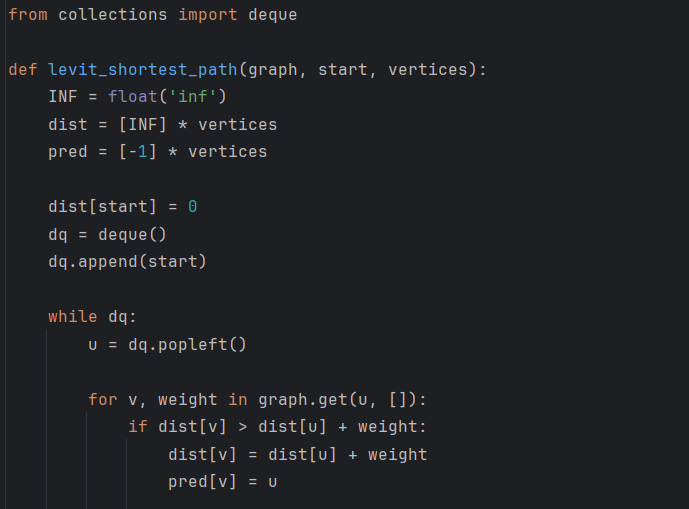 from collections import deque
def levit_shortest_path(graph, start, vertices):
INF = float('inf')
dist = [INF] * vertices
pred = [-1] * vertices
dist[start] = 0
dq = deque()
dq.append(start)
while dq:
u = dq.popleft()
for v, weight in graph.get(u, []):
if dist[v] > dist[u] + weight:
dist[v] = dist[u] + weight
pred[v] = u